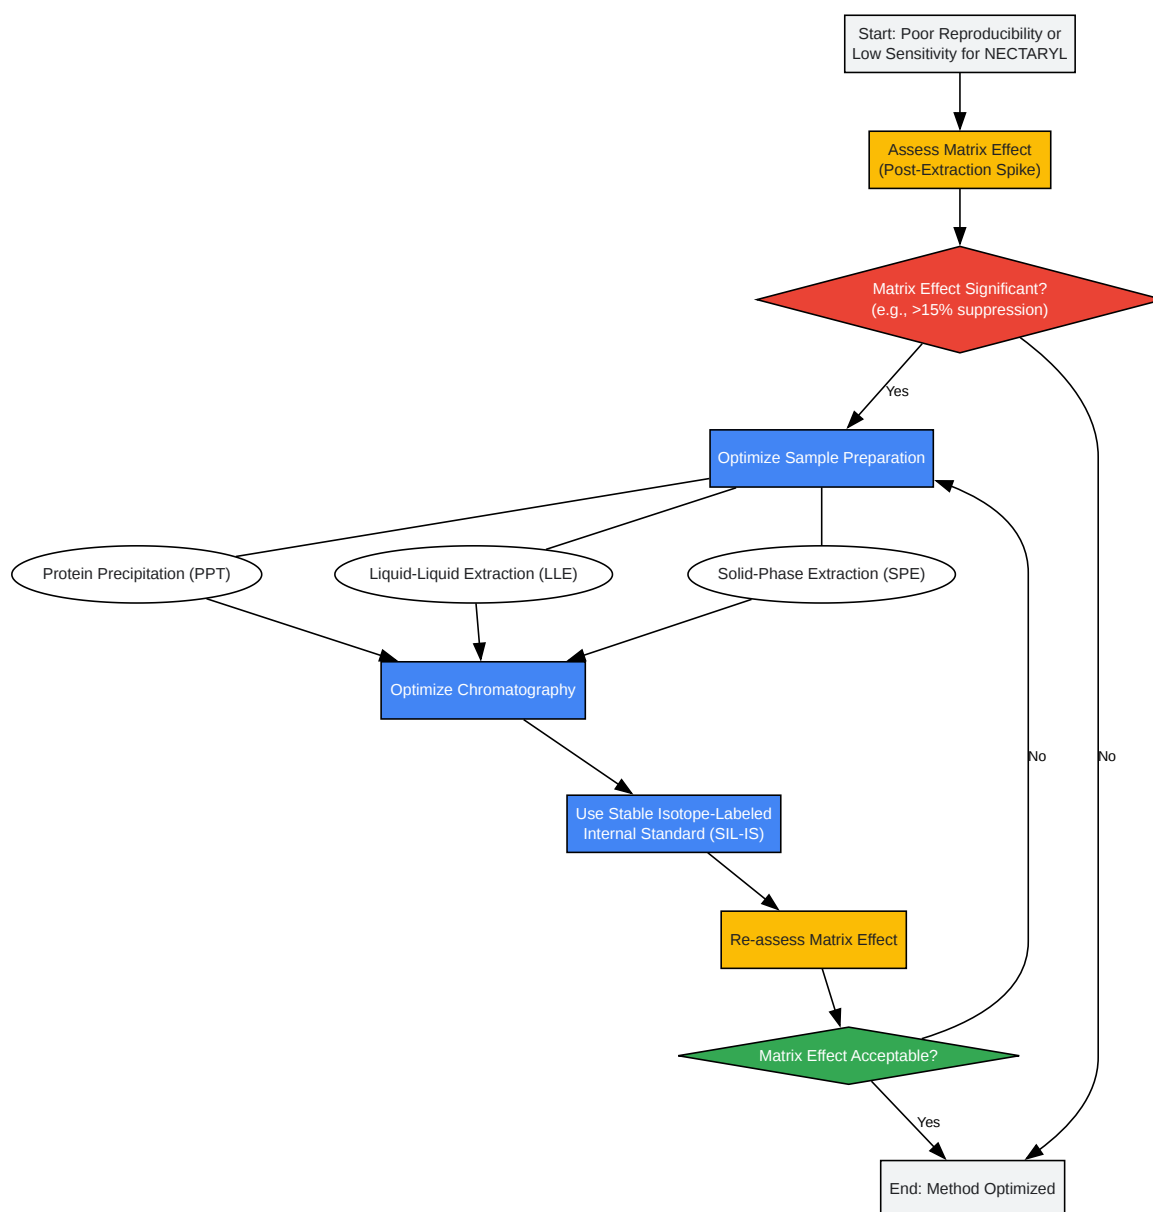 Start: Poor Reproducibility or
Low Sensitivity for NECTARYL
Assess Matrix Effect
(Post-Extraction Spike)
Matrix Effect Significant?
(e.g., >15% suppression)
Yes
Optimize Sample Preparation
Protein Precipitation (PPT)
Liquid-Liquid Extraction (LLE)
Solid-Phase Extraction (SPE)
Optimize Chromatography
No
No
Use Stable Isotope-Labeled
Internal Standard (SIL-IS)
Re-assess Matrix Effect
Matrix Effect Acceptable?
Yes
End: Method Optimized